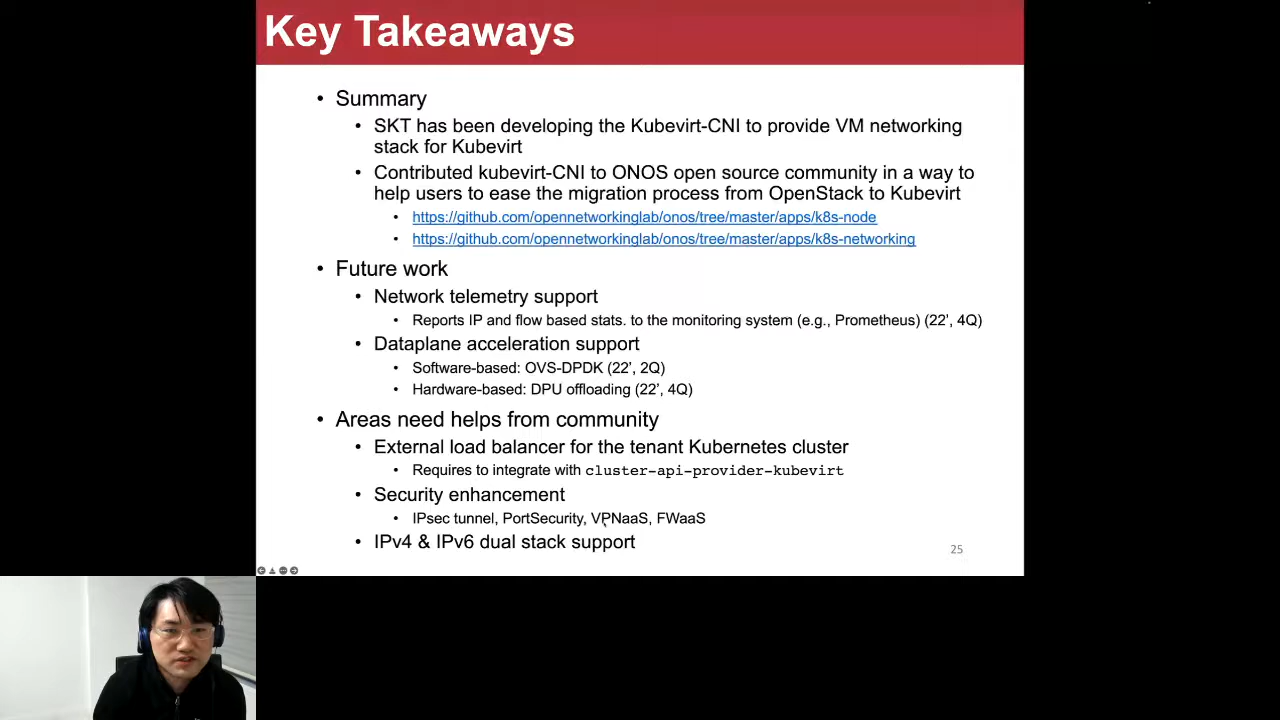 Key Takeaways
• Summary
• SKT has been developing the Kubevirt-CNI to provide VM networking
stack for Kubevirt
• Contributed kubevirt-CNI to ONOS open source community in a way to
help users to ease the migration process from OpenStack to Kubevirt
• https://github.com/opennetworkinglab/onos/tree/master/apps/k8s-node
• https://github.com/opennetworkinglab/onos/tree/master/apps/k8s-networking
• Future work
• Network telemetry support
• Reports IP and flow based stats. to the monitoring system (e.g., Prometheus) (22’, 4Q)
• Dataplane acceleration support
• Software-based: OVS-DPDK (22’, 2Q)
• Hardware-based: DPU offloading (22’, 4Q)
• Areas need helps from community
• External load balancer for the tenant Kubernetes cluster
• Requires to integrate with cluster-api-provider-kubevirt
• Security enhancement
• IPsec tunnel, PortSecurity, VPNaaS, FWaaS
• IPv4 & IPv6 dual stack support
25